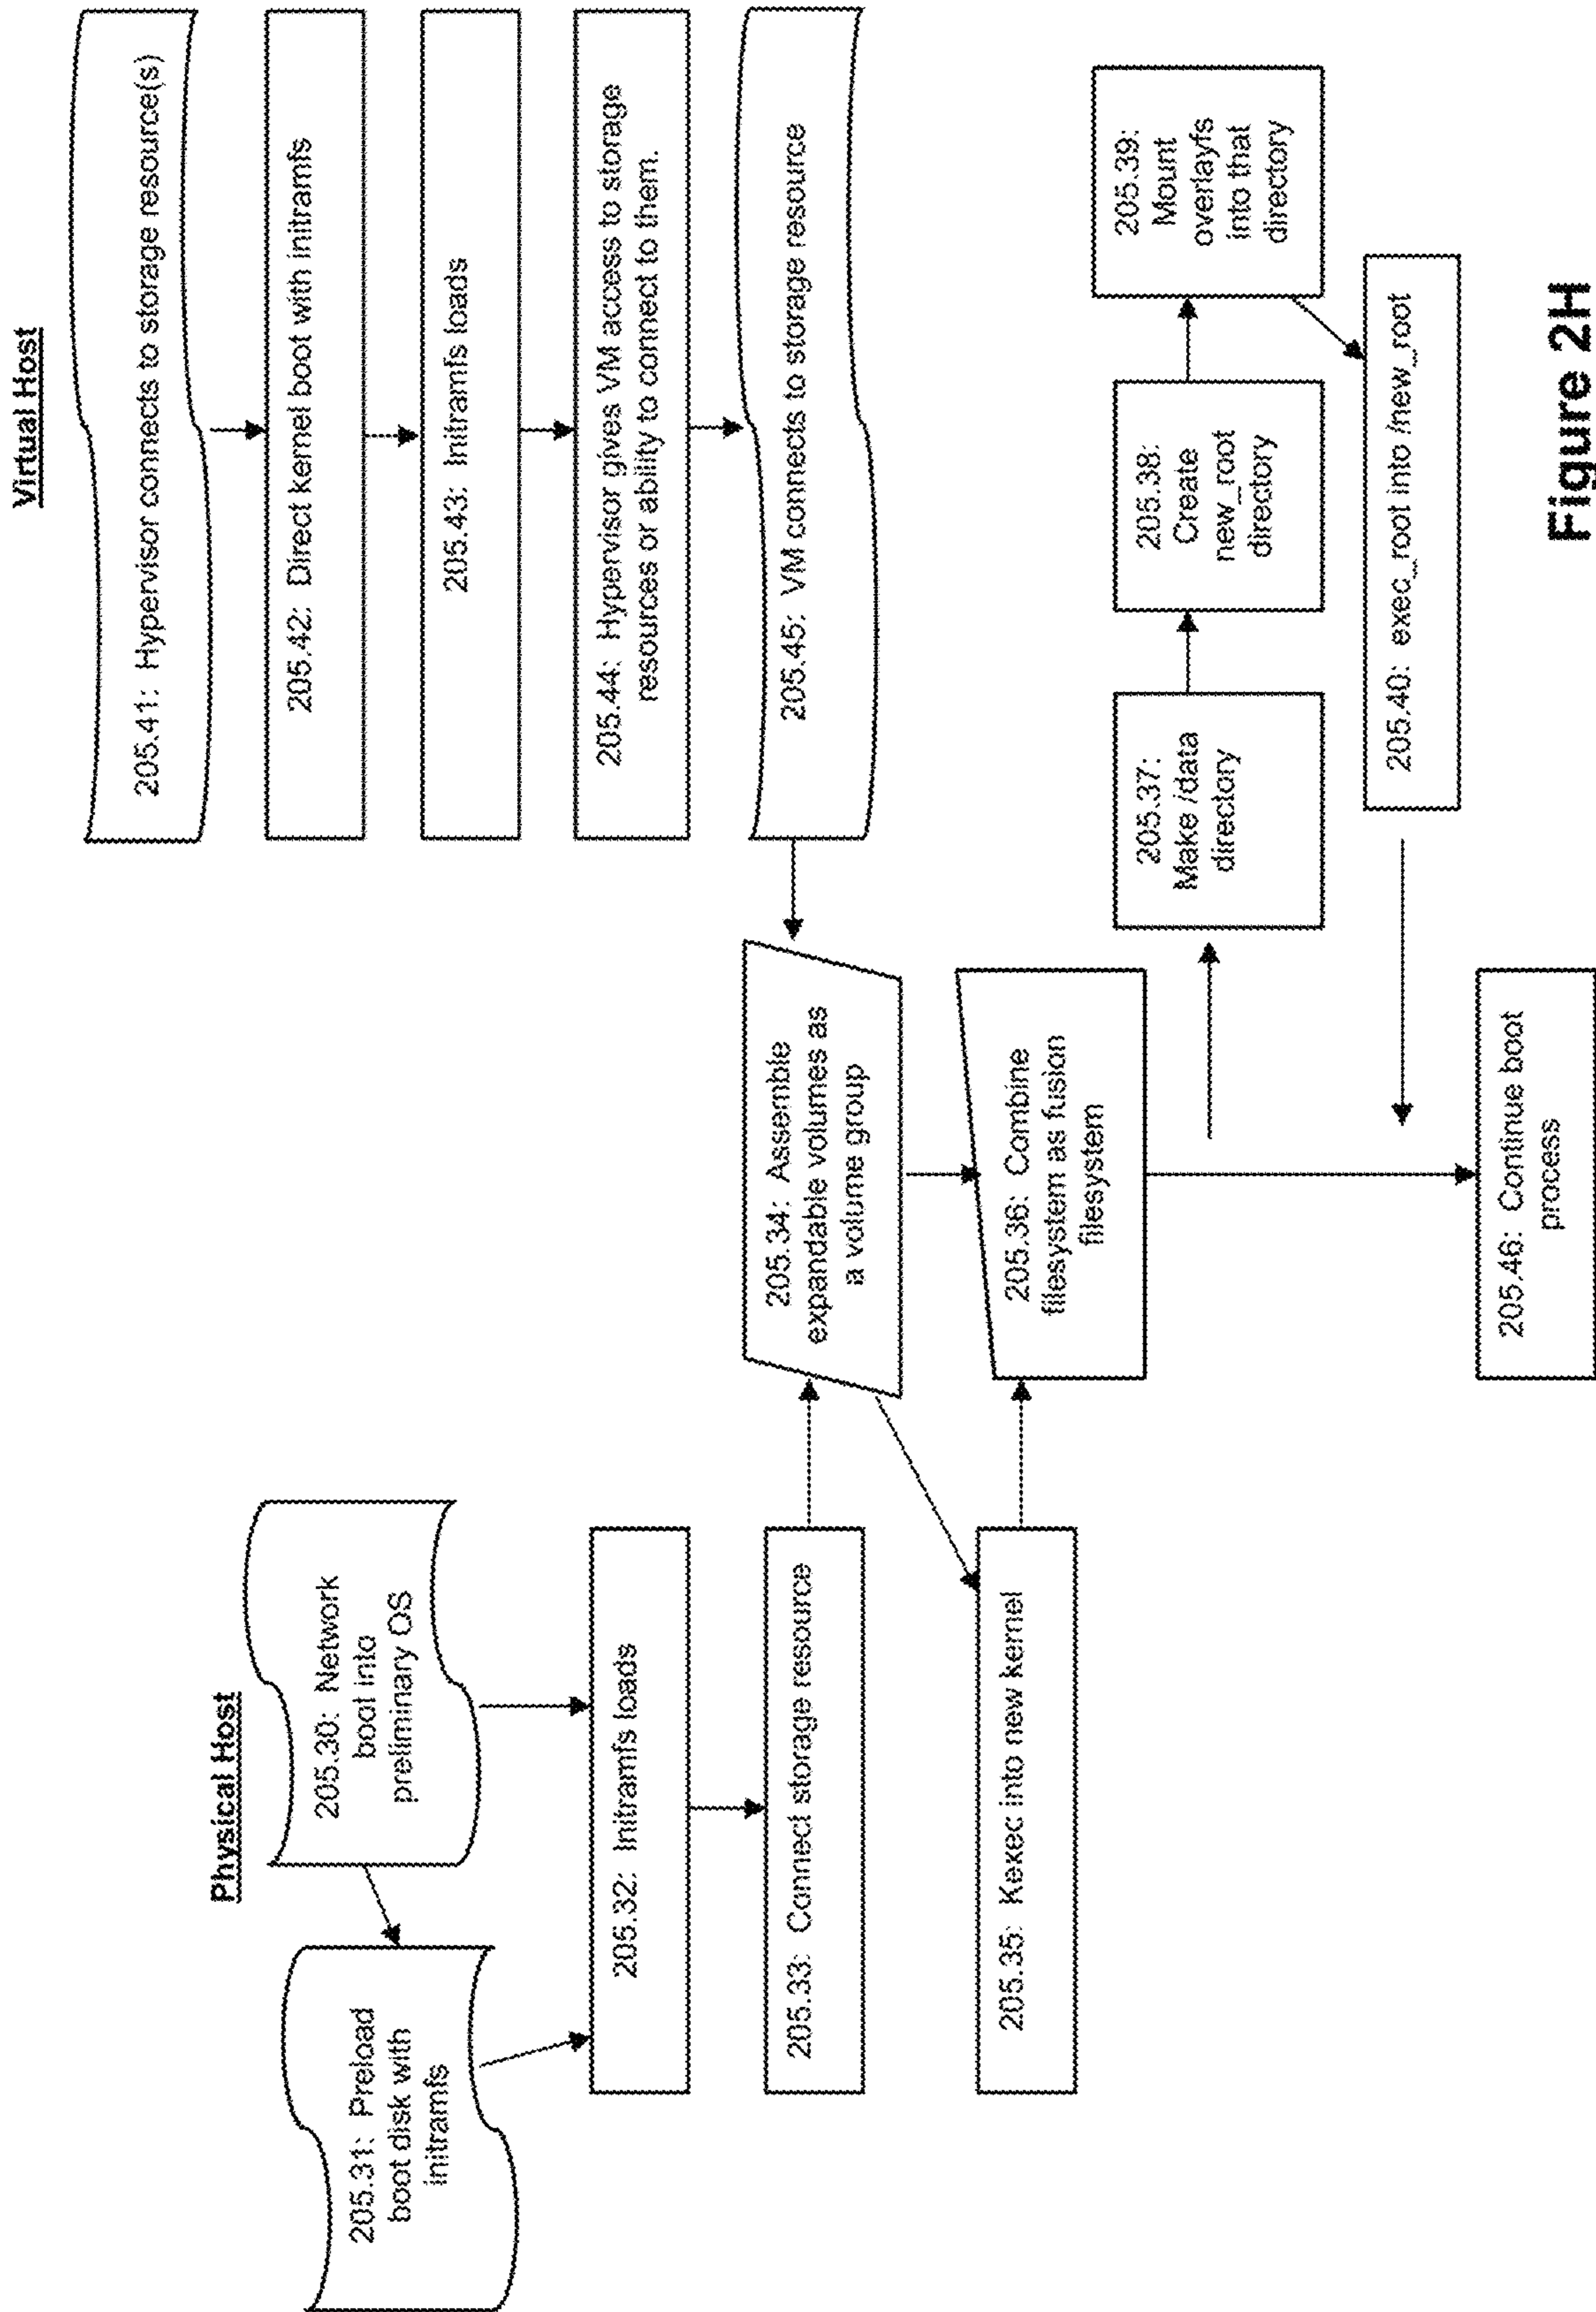 Physical Host
205.30: Network
boot into
preliminary OS
205.31: Preload
boot disk with
initramfs
205.32: Initramfs loads
205.33: Connect storage resource
205.35: Kexec into new kernel
205.34: Assemble
expandable volumes as
a volume group
205.36: Combine
filesystem as fusion
filesystem
205.46: Continue boot
process
Virtual Host
205.41: Hypervisor connects to storage resource(s)
205.42: Direct kernel boot with initramfs
205.43: Initramfs loads
205.44: Hypervisor gives VM access to storage
resources or ability to connect to them.
205.45: VM connects to storage resource
205.37:
Make /data
directory
205.38:
Create
new_root
directory
205.39:
Mount
overlayfs
into that
directory
205.40: exec_root into /new_root
Figure 2H